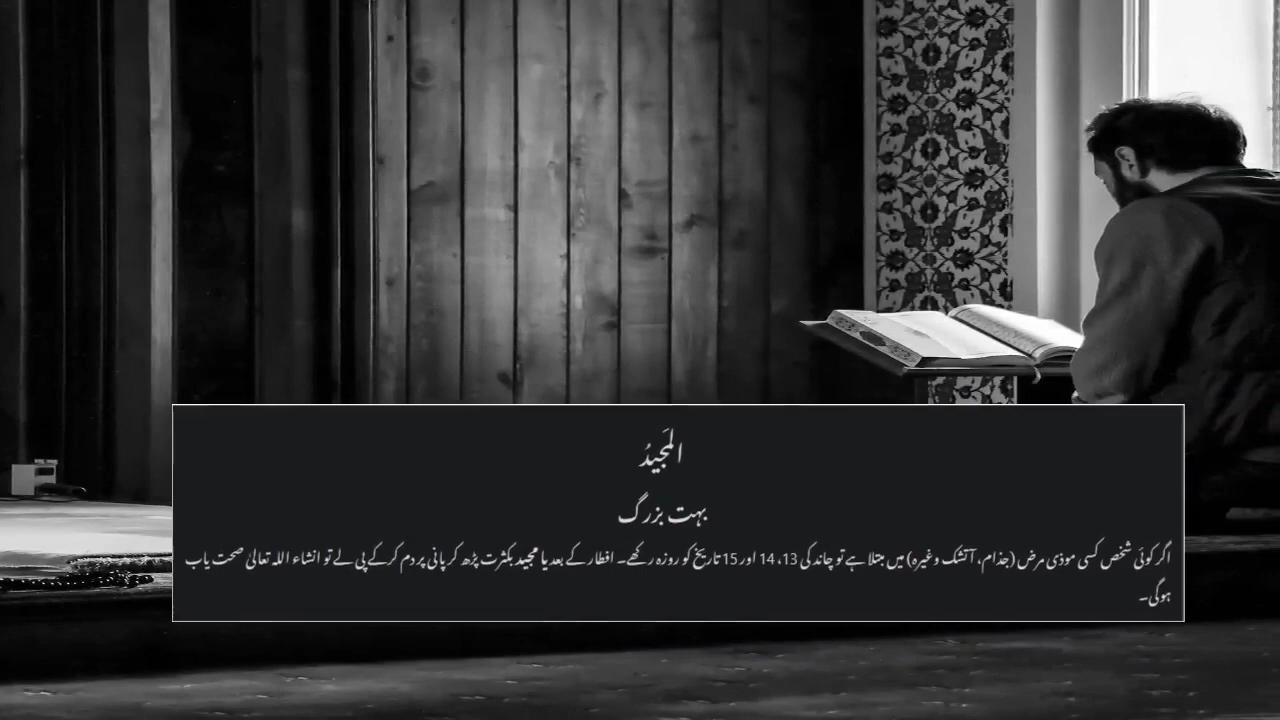 المَجِيدُ
بہت بزرگ
اگر کوئی شخص کسی موذی مرض (جذام، آتشک وغیرہ) میں مبتلا ہے تو چاند کی 13، 14 اور 15 تاریخ کو روزہ رکھے۔ افطار کے بعد یا مجید بکثرت پڑھ کر پانی پر دم کر کے پی لے تو انشاء اللہ تعالیٰ صحت یاب
ہوگی۔